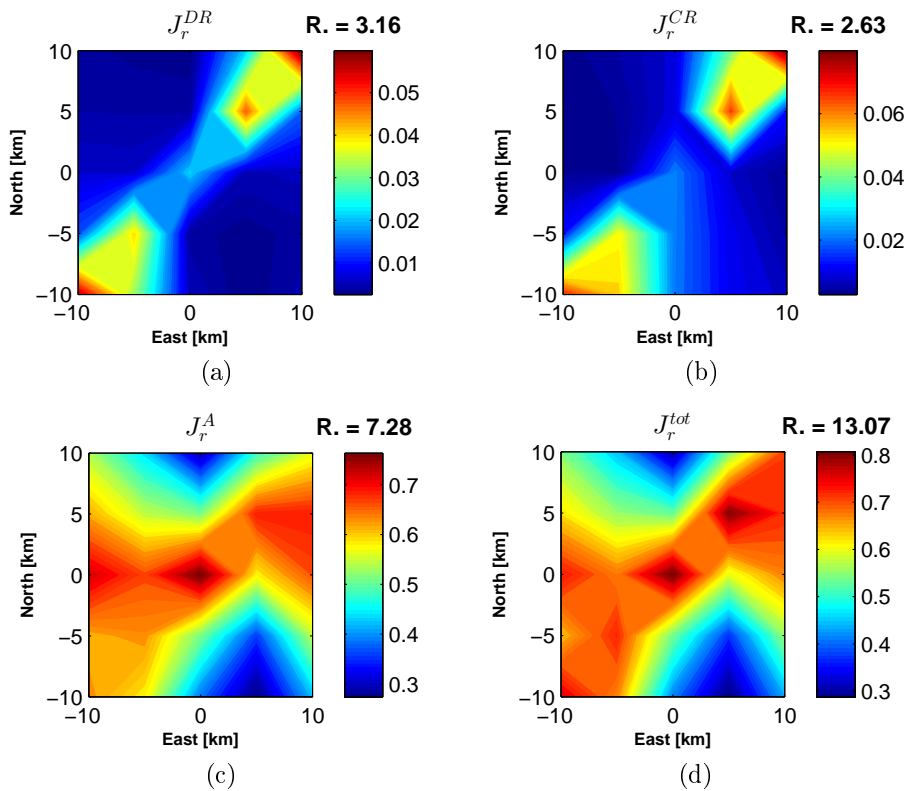 J_r^{DR} R. = 3.16
10
5
0
−5
−10
North [km]
−10 0 10
East [km]
0.05
0.04
0.03
0.02
0.01
(a)
J_r^{CR} R. = 2.63
10
5
0
−5
−10
North [km]
−10 0 10
East [km]
0.06
0.04
0.02
(b)
J_r^{A} R. = 7.28
10
5
0
−5
−10
North [km]
−10 0 10
East [km]
0.7
0.6
0.5
0.4
0.3
(c)
J_r^{tot} R. = 13.07
10
5
0
−5
−10
North [km]
−10 0 10
East [km]
0.8
0.7
0.6
0.5
0.4
0.3
(d)